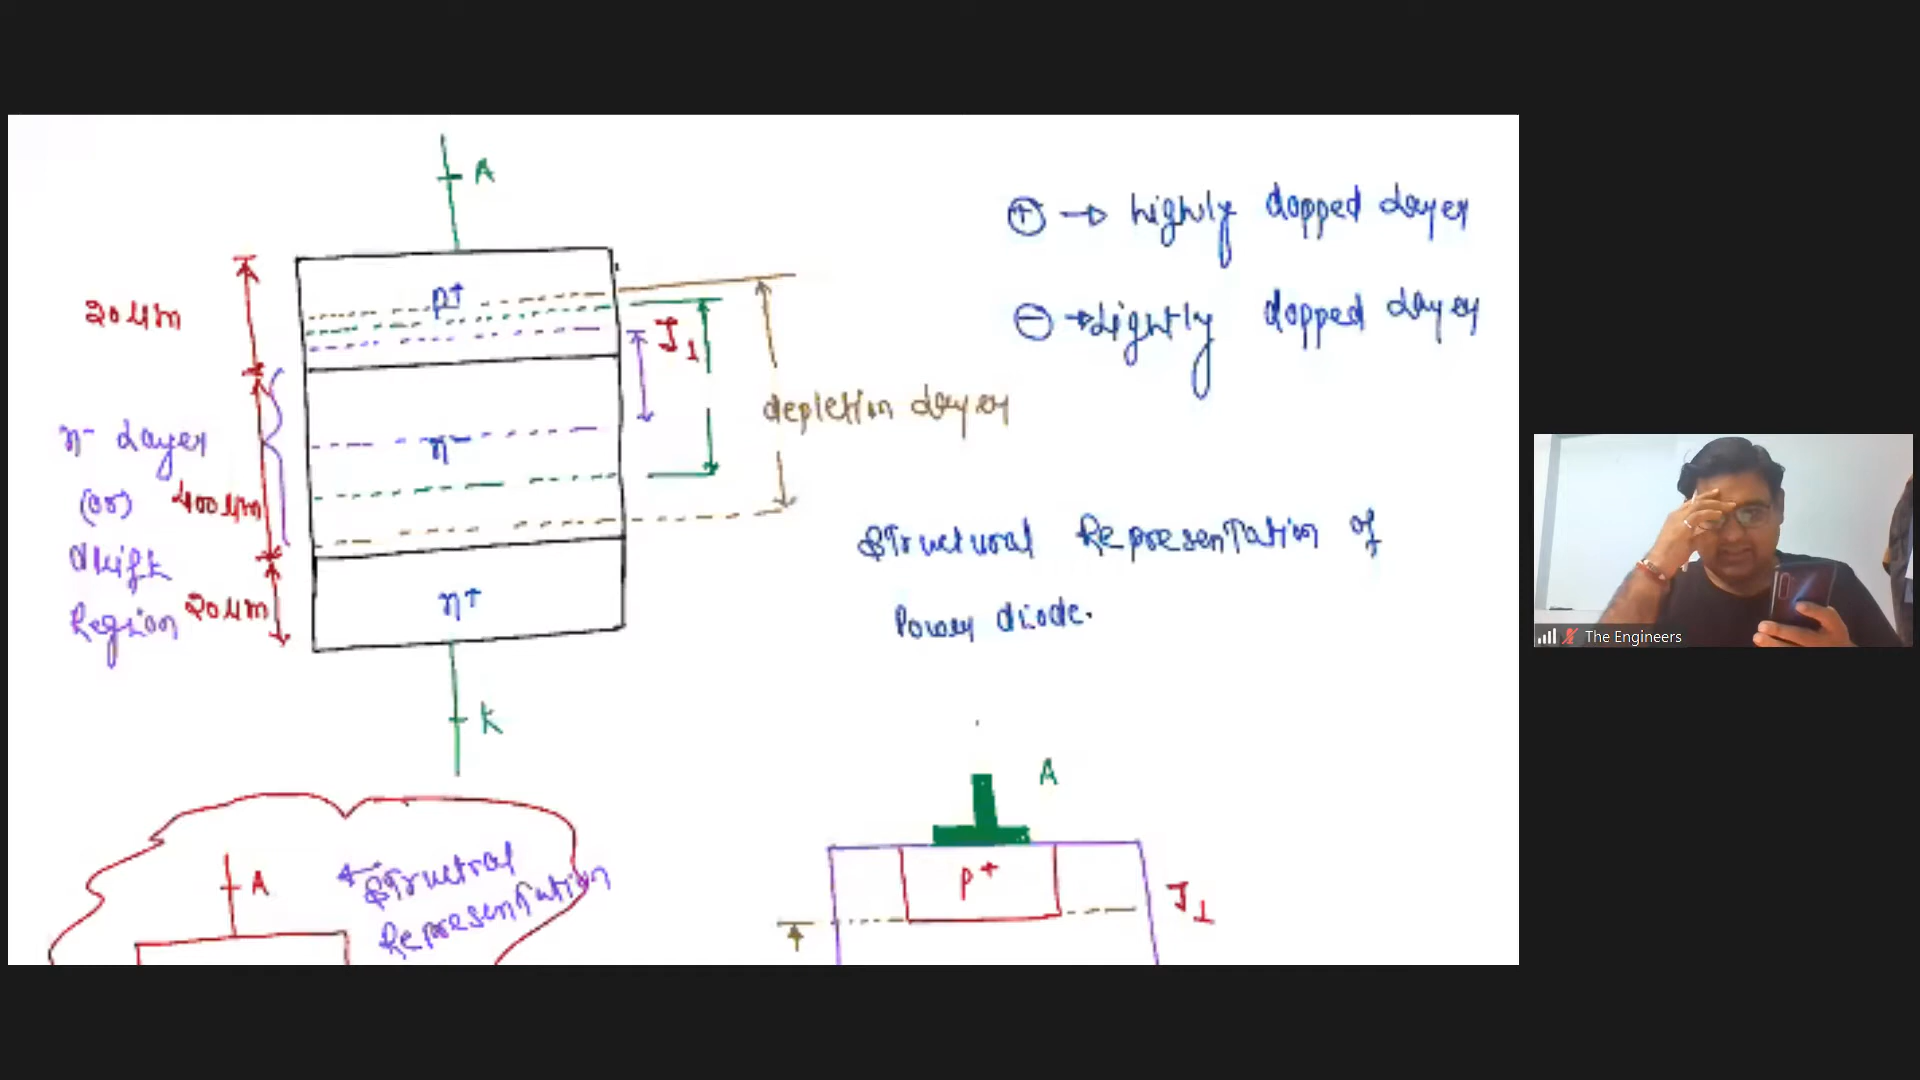 A
20 μm
p+
J1
depletion layer
n- Layer
(or)
drift
Region
400 μm
n-
20 μm
n+
K
⊕ → highly dopped layer
⊖ → Lightly dopped layer
Structural Representation of
Power diode.
A
Structral
Representation
A
p+
J1
The Engineers